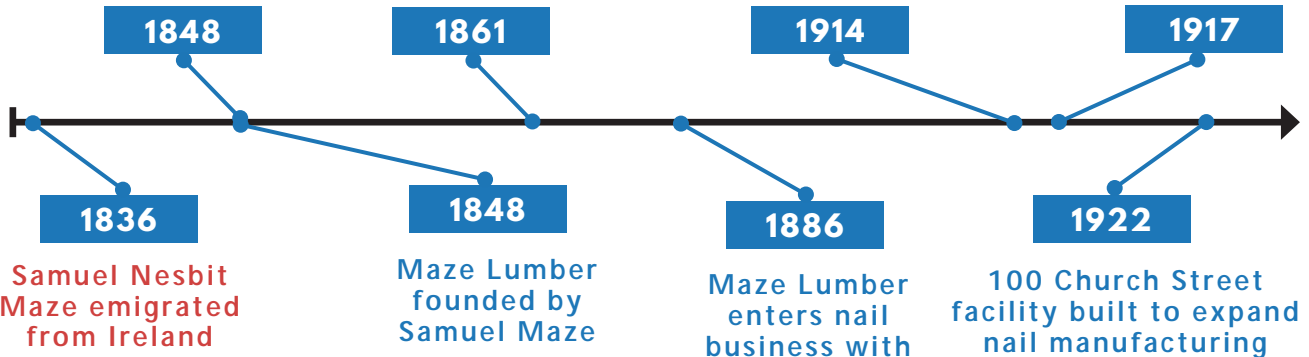 1848
1861
1914
1917
1836
Samuel Nesbit
Maze emigrated
from Ireland
1848
Maze Lumber
founded by
Samuel Maze
1886
Maze Lumber
enters nail
business with
1922
100 Church Street
facility built to expand
nail manufacturing